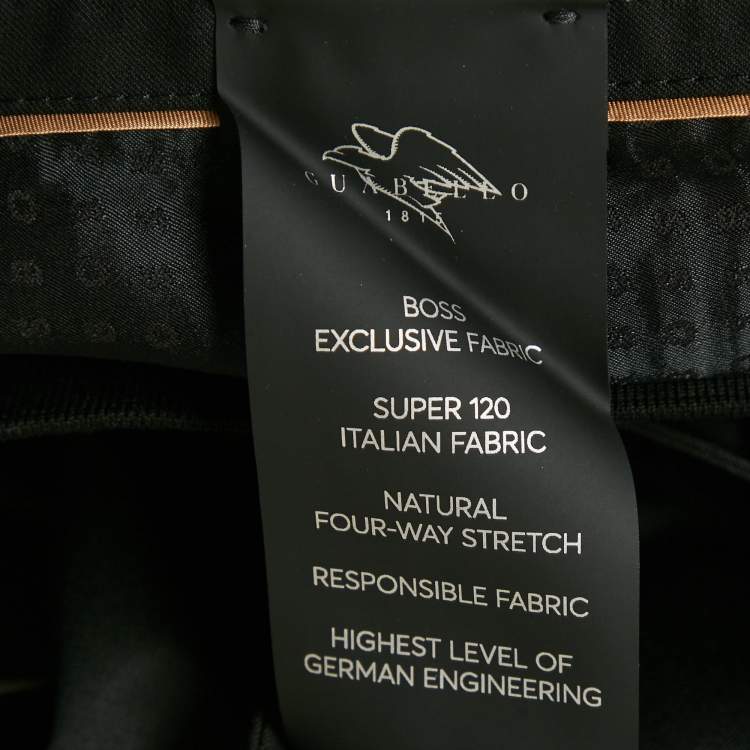 GUABELLO
1815
BOSS
EXCLUSIVE FABRIC
SUPER 120
ITALIAN FABRIC
NATURAL
FOUR-WAY STRETCH
RESPONSIBLE FABRIC
HIGHEST LEVEL OF
GERMAN ENGINEERING